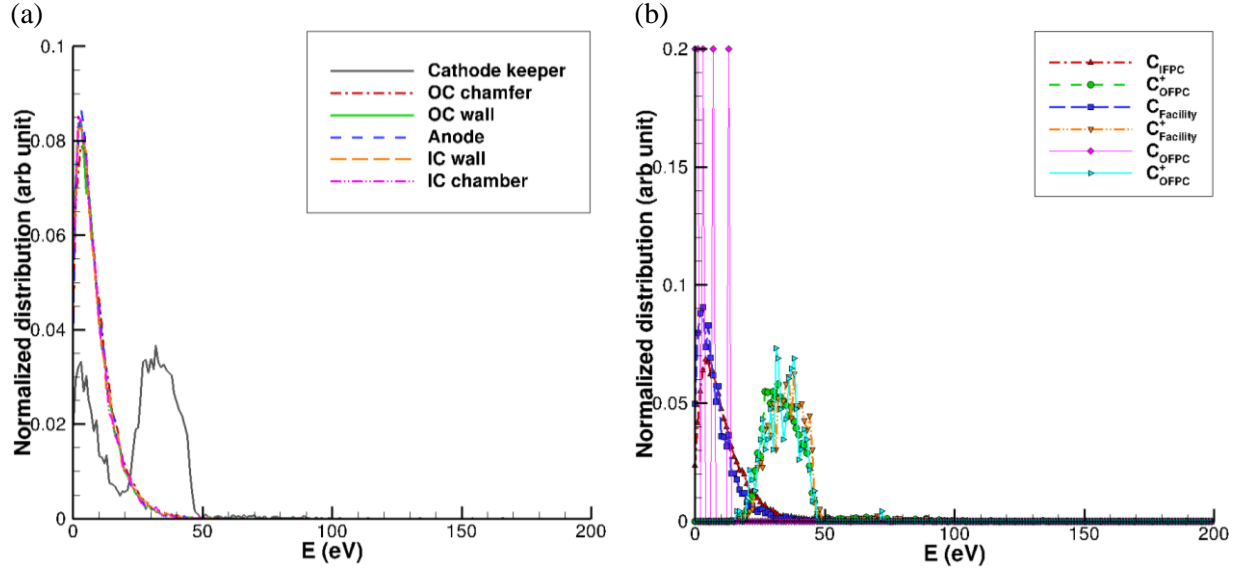 (a)
(b)
Normalized distribution (arb unit)
0.1
0.08
0.06
0.04
0.02
0
0
50
100
150
200
E (eV)
Cathode keeper
OC chamfer
OC wall
Anode
IC wall
IC chamber
Normalized distribution (arb unit)
0.2
0.15
0.1
0.05
0
0
50
100
150
200
E (eV)
C_IFPC
C⁺_OFPC
C_Facility
C⁺_Facility
C_OFPC
C⁺_OFPC